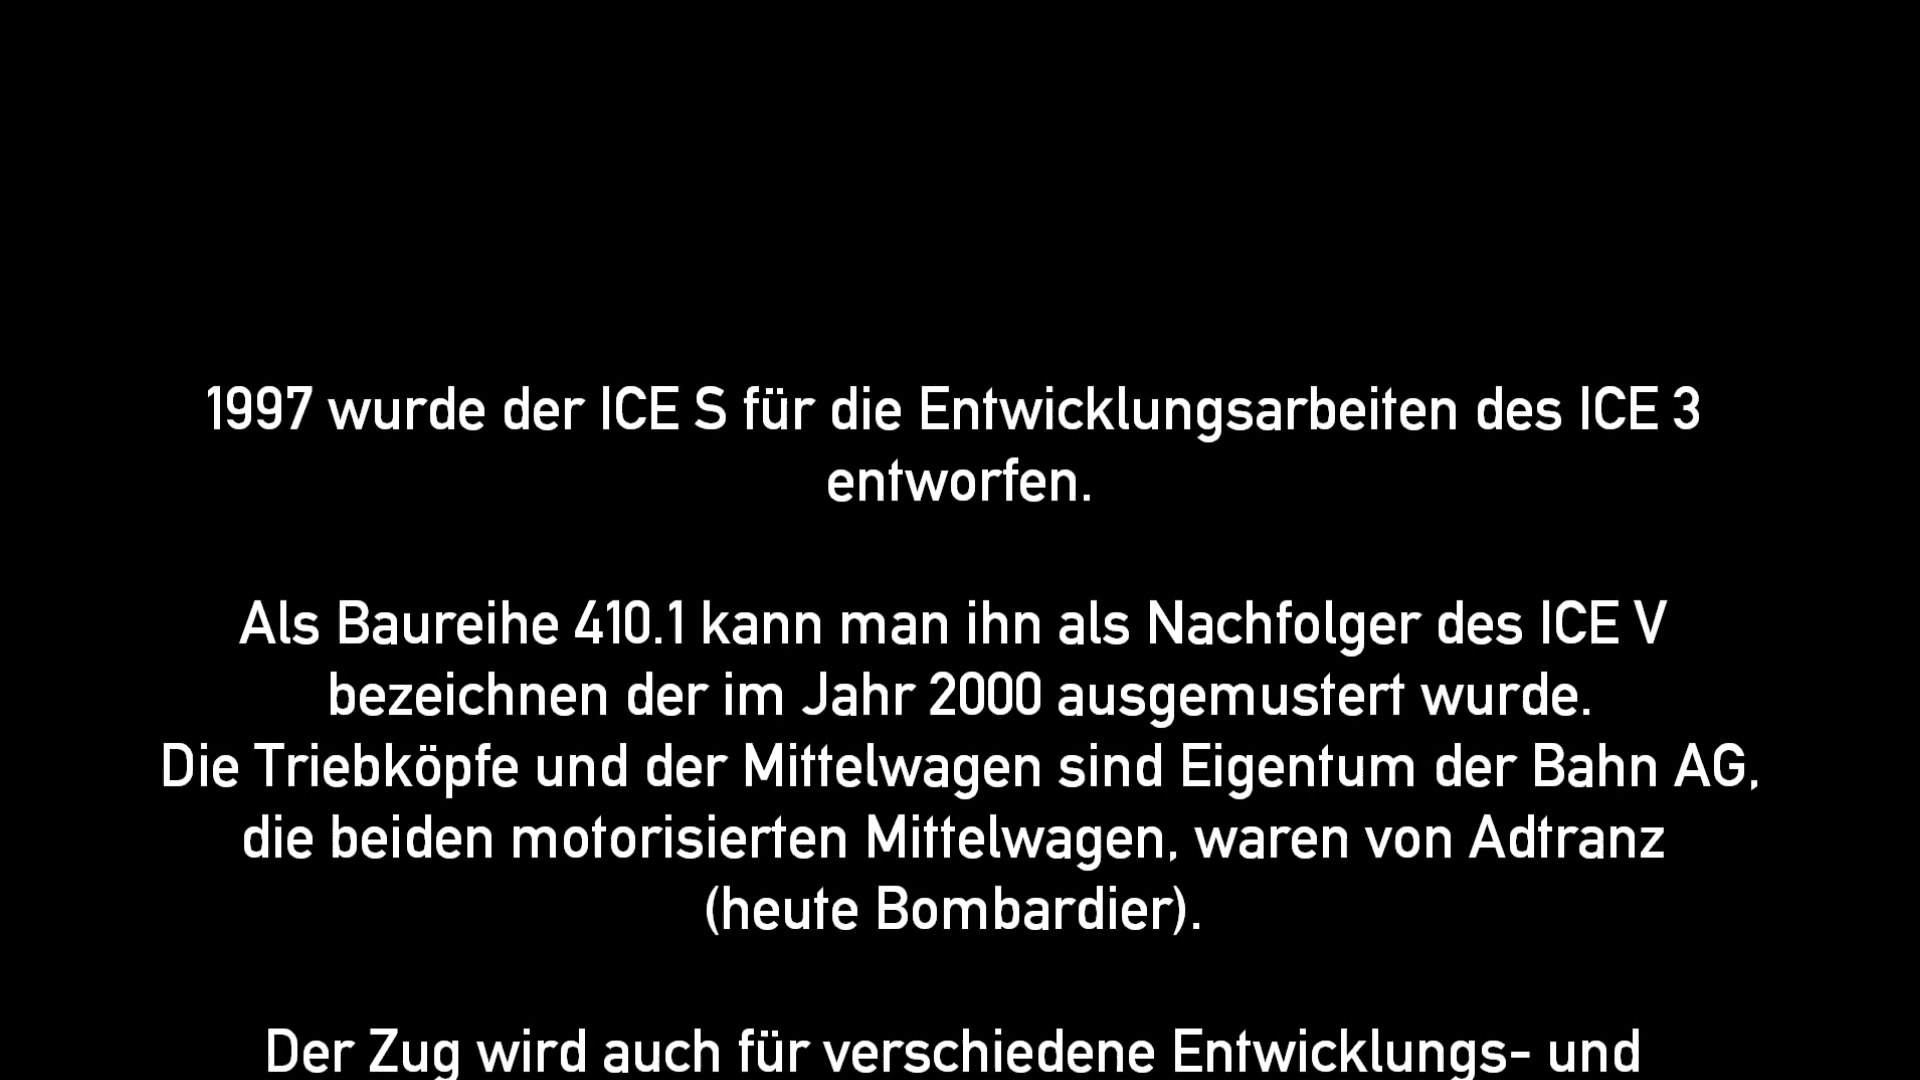 1997 wurde der ICE S für die Entwicklungsarbeiten des ICE 3
entworfen.
Als Baureihe 410.1 kann man ihn als Nachfolger des ICE V
bezeichnen der im Jahr 2000 ausgemustert wurde.
Die Triebköpfe und der Mittelwagen sind Eigentum der Bahn AG,
die beiden motorisierten Mittelwagen, waren von Adtranz
(heute Bombardier).
Der Zug wird auch für verschiedene Entwicklungs- und